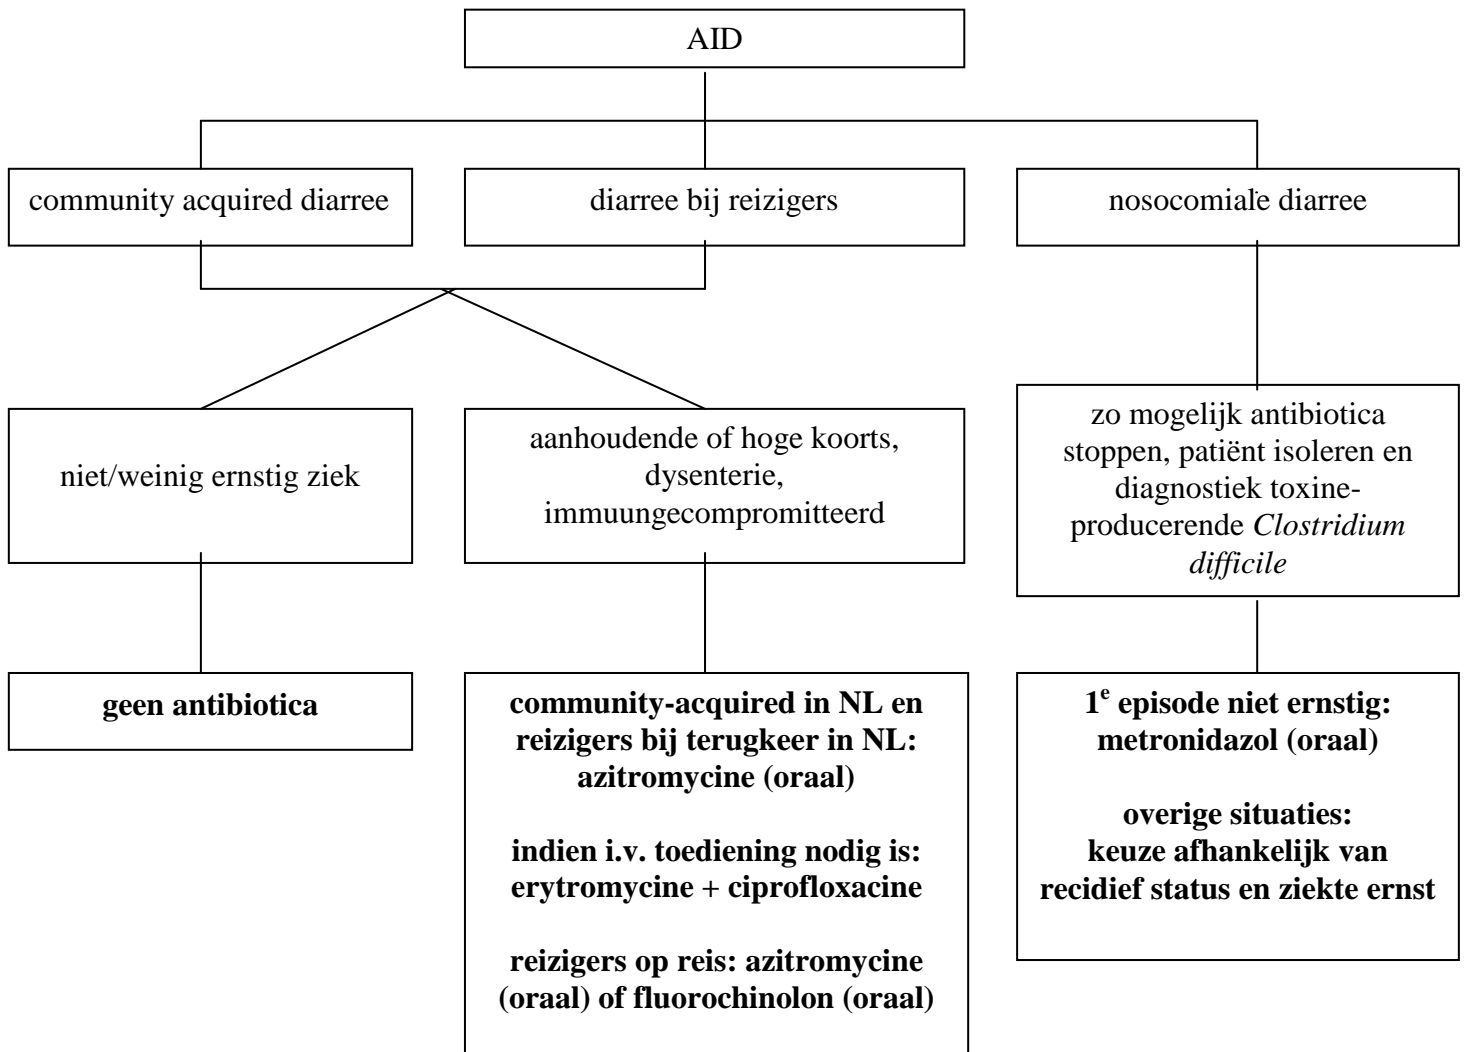 AID
community acquired diarree
diarree bij reizigers
nosocomiale diarree
niet/weinig ernstig ziek
aanhoudende of hoge koorts,
dysenterie,
immuungecompromitteerd
zo mogelijk antibiotica
stoppen, patiënt isoleren en
diagnostiek toxine-
producerende Clostridium
difficile
geen antibiotica
community-acquired in NL en
reizigers bij terugkeer in NL:
azitromycine (oraal)
indien i.v. toediening nodig is:
erytromycine + ciprofloxacine
reizigers op reis: azitromycine
(oraal) of fluorochinolon (oraal)
1e episode niet ernstig:
metronidazol (oraal)
overige situaties:
keuze afhankelijk van
recidief status en ziekte ernst